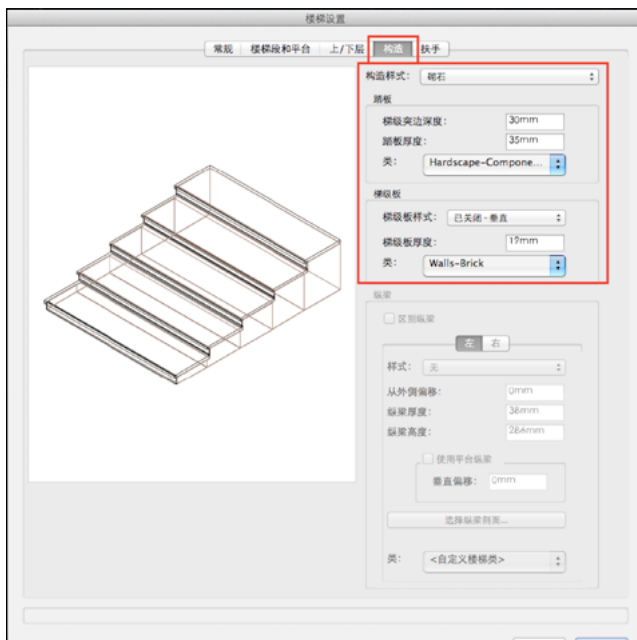 楼梯设置
常规 楼梯段和平台 上/下层 构造 扶手
构造样式： 砌石
踏板
梯级突边深度： 30mm
踏板厚度： 35mm
类： Hardscape-Compone...
梯级板
梯级板样式： 已关闭 - 垂直
梯级板厚度： 12mm
类： Walls-Brick
纵梁
区别纵梁
左 右
样式： 无
从外侧偏移： 0mm
纵梁厚度： 38mm
纵梁高度： 284mm
使用平台纵梁
垂直偏移： 0mm
选择纵梁剖面...
类： <自定义楼梯类>